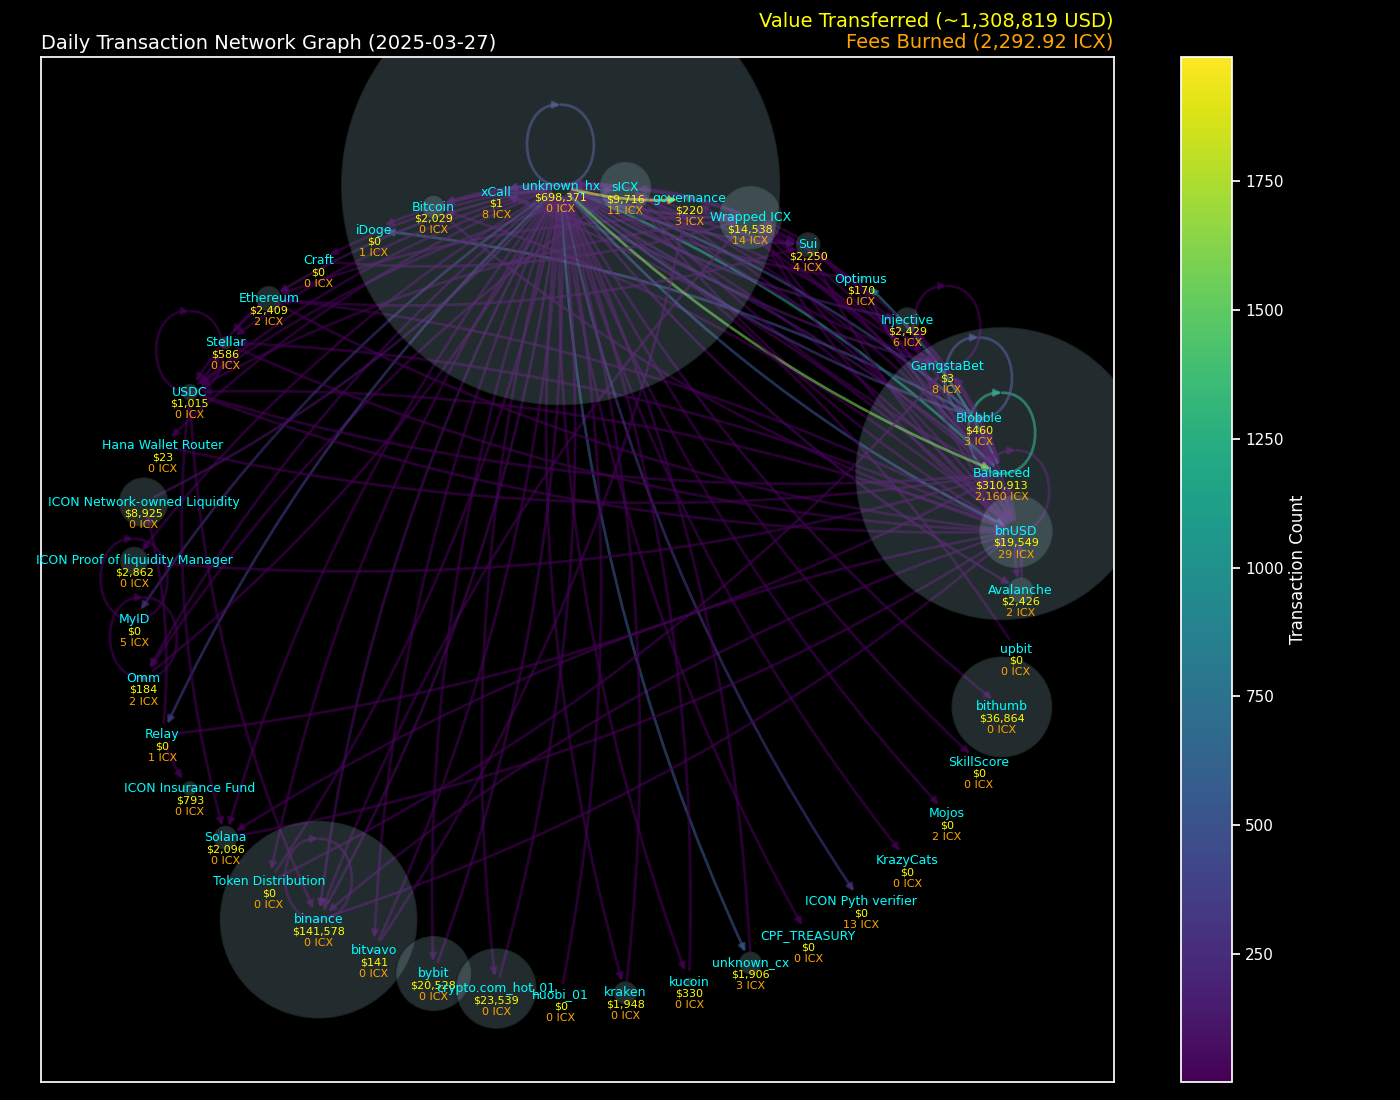 Value Transferred (~1,308,819 USD)
Daily Transaction Network Graph (2025-03-27)
Fees Burned (2,292.92 ICX)
unknown_hx
$698,371
0 ICX
sICX
$9,716
11 ICX
governance
$220
3 ICX
Wrapped ICX
$14,538
14 ICX
Sui
$2,250
4 ICX
Optimus
$170
0 ICX
Injective
$2,429
6 ICX
GangstaBet
$3
8 ICX
Blobble
$460
3 ICX
Balanced
$310,913
2,160 ICX
bnUSD
$19,549
29 ICX
Avalanche
$2,426
2 ICX
upbit
$0
0 ICX
bithumb
$36,864
0 ICX
SkillScore
$0
0 ICX
Mojos
$0
2 ICX
KrazyCats
$0
0 ICX
ICON Pyth verifier
$0
13 ICX
CPF_TREASURY
$0
0 ICX
unknown_cx
$1,906
3 ICX
kucoin
$330
0 ICX
kraken
$1,948
0 ICX
huobi_01
$0
0 ICX
crypto.com_hot_01
$23,539
0 ICX
bybit
$20,528
0 ICX
bitvavo
$141
0 ICX
binance
$141,578
0 ICX
Token Distribution
$0
0 ICX
Solana
$2,096
0 ICX
ICON Insurance Fund
$793
0 ICX
Relay
$0
1 ICX
Omm
$184
2 ICX
MyID
$0
5 ICX
ICON Proof of liquidity Manager
$2,862
0 ICX
ICON Network-owned Liquidity
$8,925
0 ICX
Hana Wallet Router
$23
0 ICX
USDC
$1,015
0 ICX
Stellar
$586
0 ICX
Ethereum
$2,409
2 ICX
Craft
$0
0 ICX
iDoge
$0
1 ICX
Bitcoin
$2,029
0 ICX
xCall
$1
8 ICX
1750
1500
1250
1000
750
500
250
Transaction Count